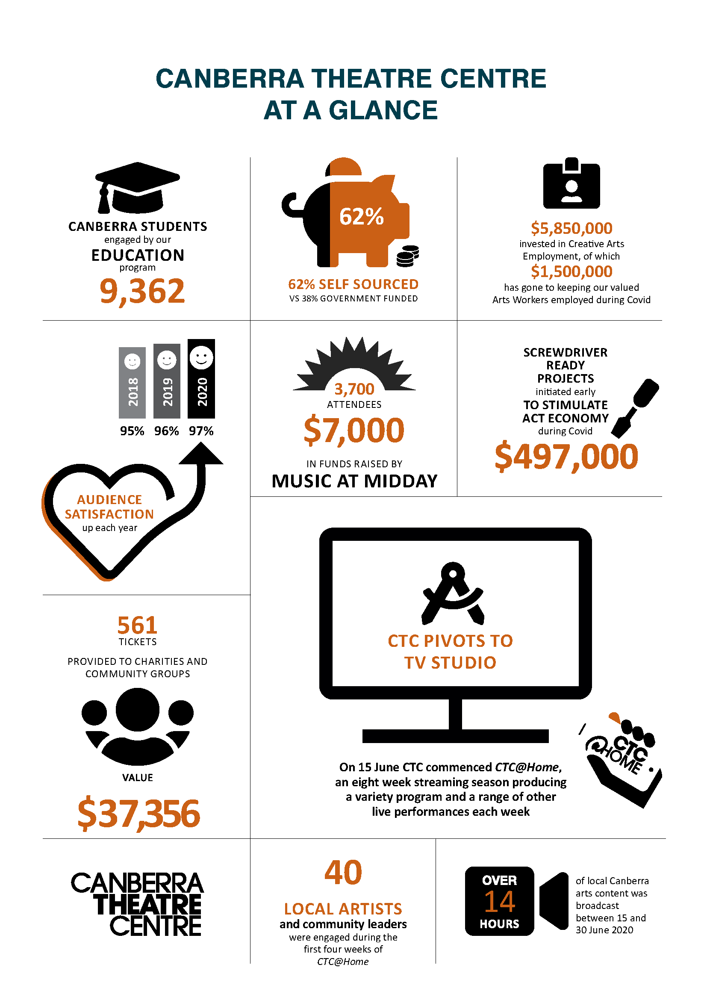 CANBERRA THEATRE CENTRE
AT A GLANCE
CANBERRA STUDENTS
engaged by our
EDUCATION
program
9,362
62%
62% SELF SOURCED
VS 38% GOVERNMENT FUNDED
$5,850,000
invested in Creative Arts
Employment, of which
$1,500,000
has gone to keeping our valued
Arts Workers employed during Covid
2018
2019
2020
95%
96%
97%
AUDIENCE
SATISFACTION
up each year
3,700
ATTENDEES
$7,000
IN FUNDS RAISED BY
MUSIC AT MIDDAY
SCREWDRIVER
READY
PROJECTS
initiated early
TO STIMULATE
ACT ECONOMY
during Covid
$497,000
561
TICKETS
PROVIDED TO CHARITIES AND
COMMUNITY GROUPS
VALUE
$37,356
CTC PIVOTS TO
TV STUDIO
CTC
@HOME
On 15 June CTC commenced CTC@Home,
an eight week streaming season producing
a variety program and a range of other
live performances each week
CANBERRA
THEATRE
CENTRE
40
LOCAL ARTISTS
and community leaders
were engaged during the
first four weeks of
CTC@Home
OVER
14
HOURS
of local Canberra
arts content was
broadcast
between 15 and
30 June 2020